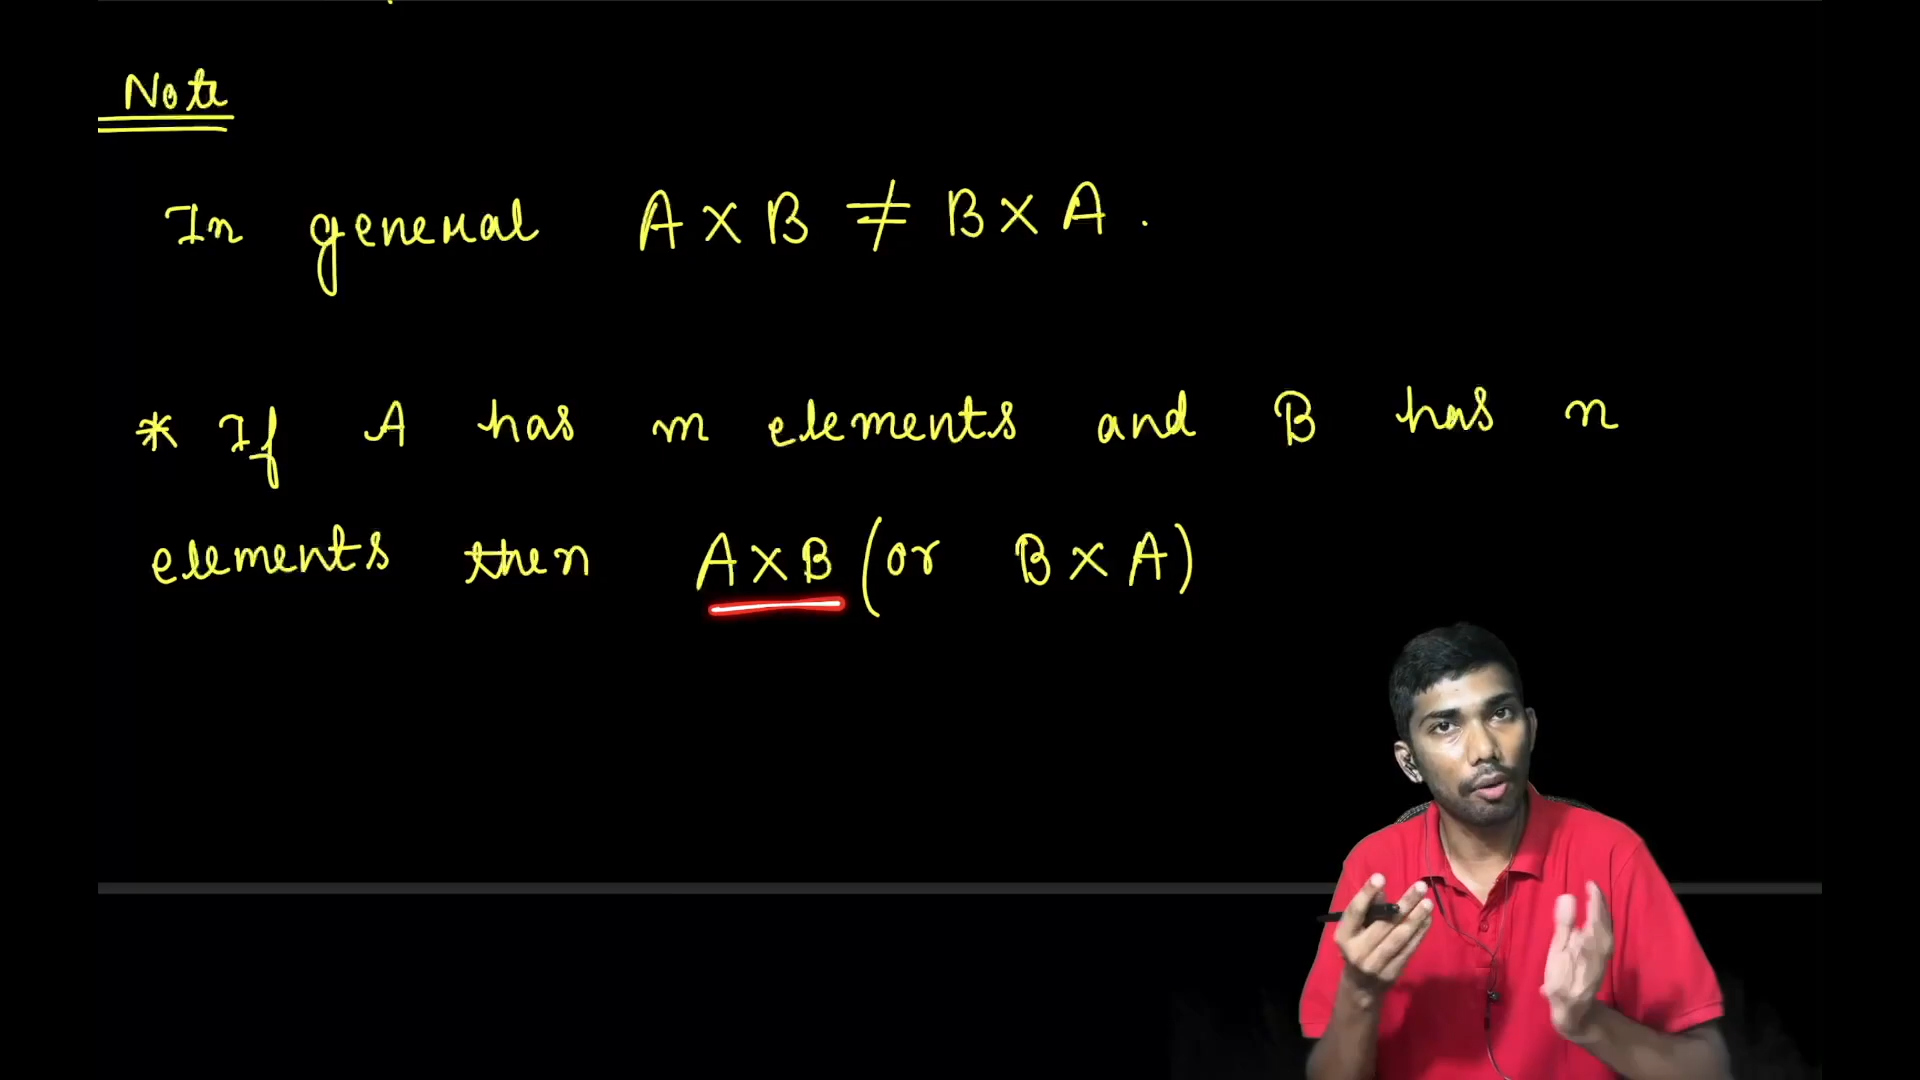 Note
In general A × B ≠ B × A .
* If A has m elements and B has n
elements then A × B (or B × A)